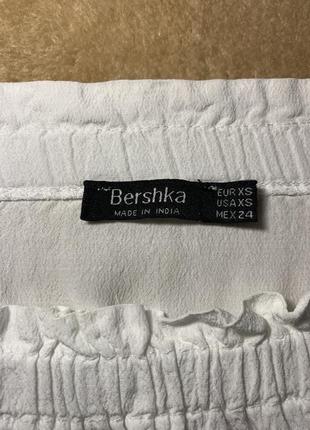 Bershka
MADE IN INDIA
EUR XS
USA XS
MEX 24